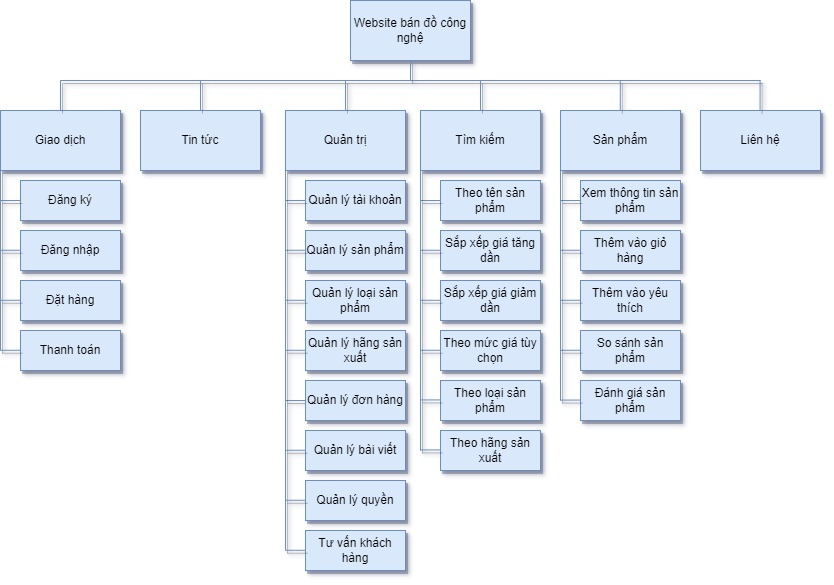 Website bán đồ công
nghệ
Giao dịch
Tin tức
Quản trị
Tìm kiếm
Sản phẩm
Liên hệ
Đăng ký
Đăng nhập
Đặt hàng
Thanh toán
Quản lý tài khoản
Quản lý sản phẩm
Quản lý loại sản
phẩm
Quản lý hãng sản
xuất
Quản lý đơn hàng
Quản lý bài viết
Quản lý quyền
Tư vấn khách
hàng
Theo tên sản
phẩm
Sắp xếp giá tăng
dần
Sắp xếp giá giảm
dần
Theo mức giá tùy
chọn
Theo loại sản
phẩm
Theo hãng sản
xuất
Xem thông tin sản
phẩm
Thêm vào giỏ
hàng
Thêm vào yêu
thích
So sánh sản
phẩm
Đánh giá sản
phẩm